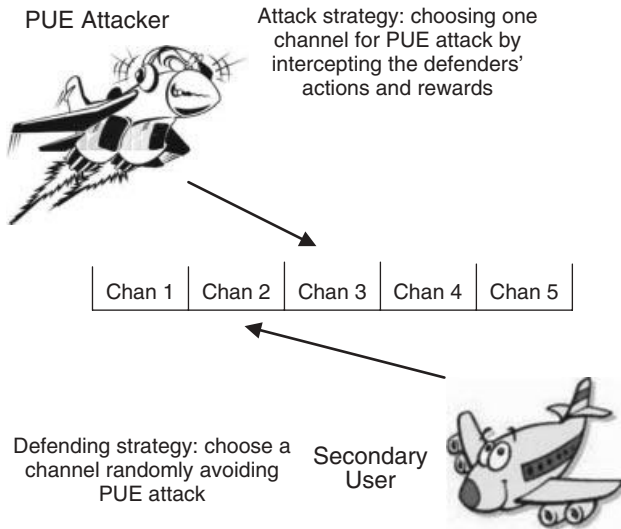 PUE Attacker
Attack strategy: choosing one
channel for PUE attack by
intercepting the defenders’
actions and rewards
Chan 1 Chan 2 Chan 3 Chan 4 Chan 5
Defending strategy: choose a
channel randomly avoiding
PUE attack
Secondary
User